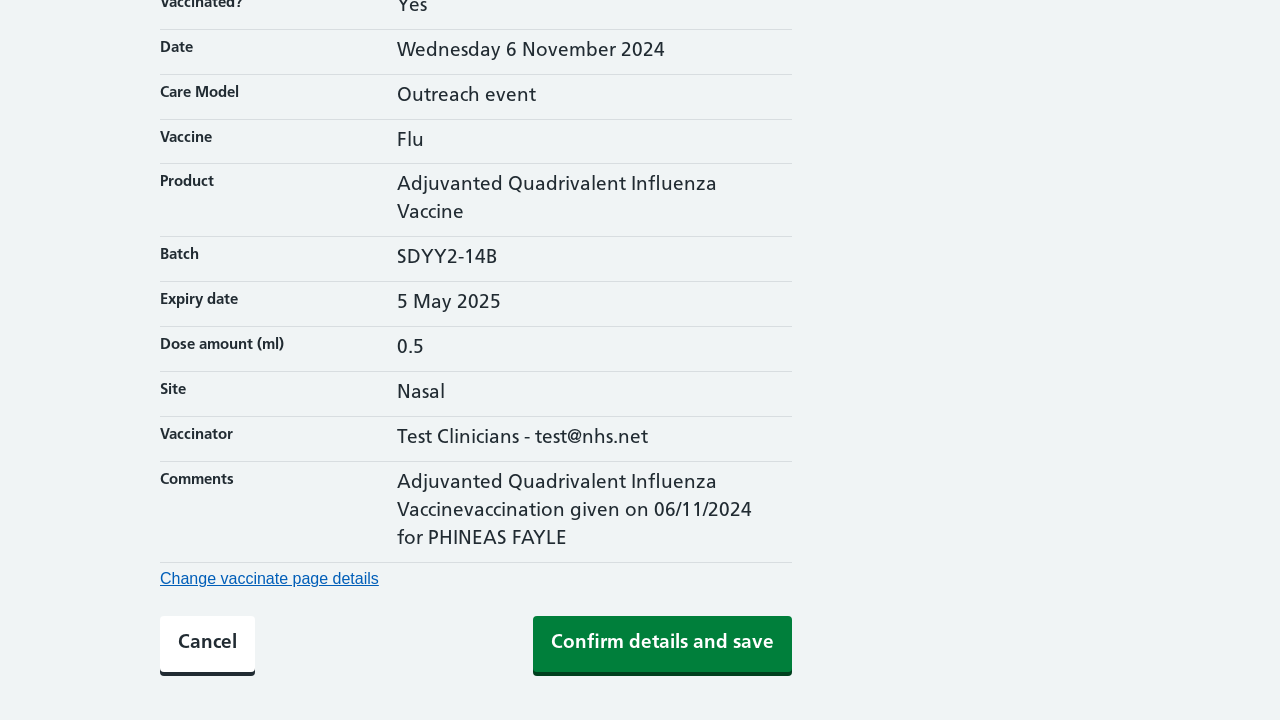 Vaccinated? Yes
Date Wednesday 6 November 2024
Care Model Outreach event
Vaccine Flu
Product Adjuvanted Quadrivalent Influenza
Vaccine
Batch SDYY2-14B
Expiry date 5 May 2025
Dose amount (ml) 0.5
Site Nasal
Vaccinator Test Clinicians - test@nhs.net
Comments Adjuvanted Quadrivalent Influenza
Vaccinevaccination given on 06/11/2024
for PHINEAS FAYLE
Change vaccinate page details
Cancel Confirm details and save